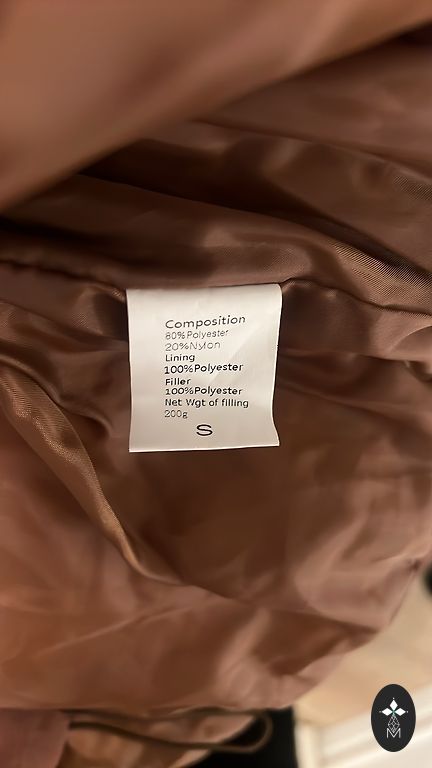 Composition
80%Polyester
20%Nylon
Lining
100%Polyester
Filler
100%Polyester
Net Wgt of filling
200g
S
M